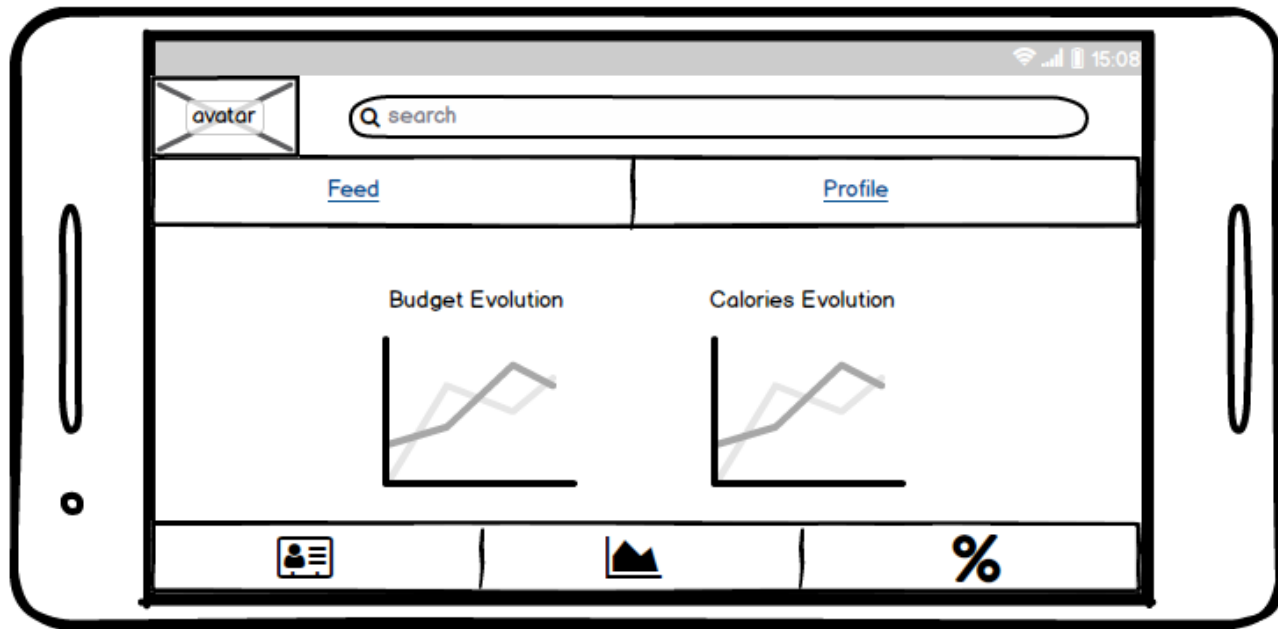 15:08
avatar
search
Feed
Profile
Budget Evolution
Calories Evolution
%